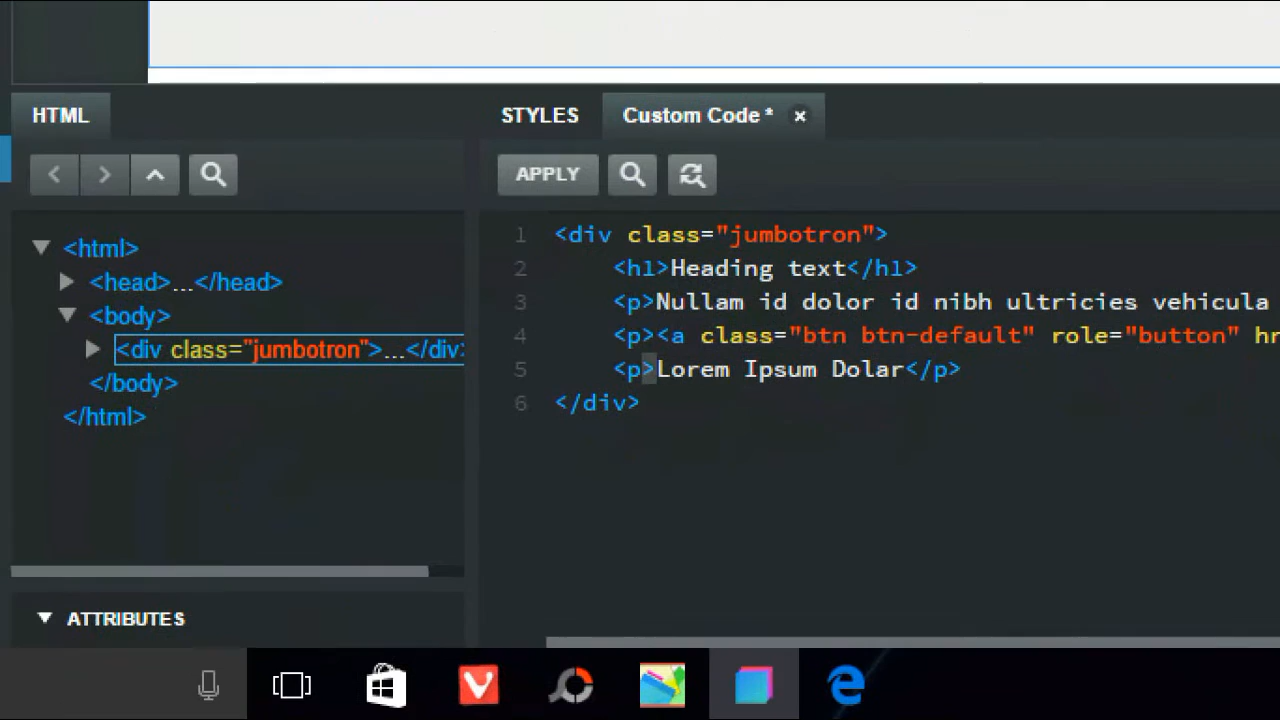 HTML
STYLES
Custom Code *
APPLY
<html>
<head>...</head>
<body>
<div class="jumbotron">...</div>
</body>
</html>
ATTRIBUTES
1 <div class="jumbotron">
2 <h1>Heading text</h1>
3 <p>Nullam id dolor id nibh ultricies vehicula
4 <p><a class="btn btn-default" role="button" hr
5 <p>Lorem Ipsum Dolar</p>
6 </div>